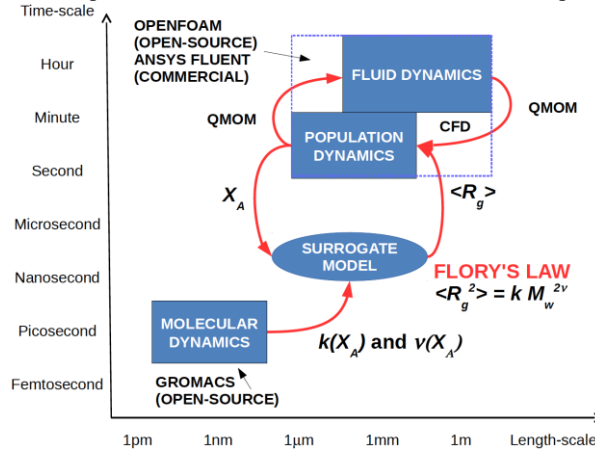 Time-scale
OPENFOAM
(OPEN-SOURCE)
ANSYS FLUENT
(COMMERCIAL)
Hour
FLUID DYNAMICS
Minute
QMOM
CFD
QMOM
POPULATION
DYNAMICS
Second
X_A
<R_g>
Microsecond
SURROGATE
MODEL
Nanosecond
FLORY'S LAW
<R_g^2> = k M_w^2ν
Picosecond
MOLECULAR
DYNAMICS
k(X_A) and ν(X_A)
Femtosecond
GROMACS
(OPEN-SOURCE)
1pm 1nm 1µm 1mm 1m Length-scale